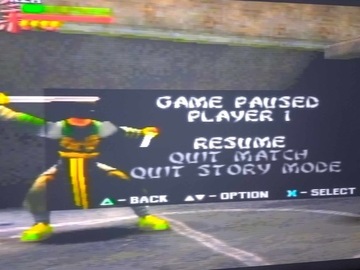 GAME PAUSED
PLAYER 1
RESUME
QUIT MATCH
QUIT STORY MODE
△ - BACK ▲▼ - OPTION X - SELECT